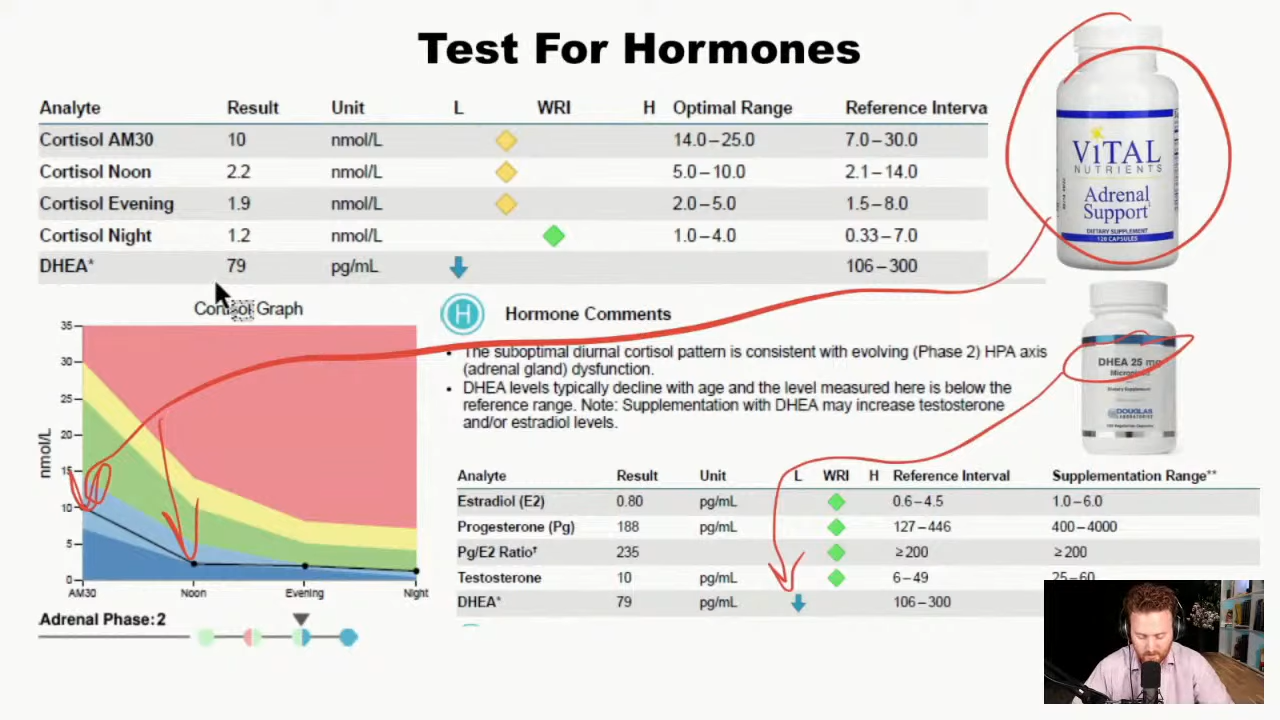 Test For Hormones
Analyte Result Unit L WRI H Optimal Range Reference Interva
Cortisol AM30 10 nmol/L 14.0–25.0 7.0–30.0
Cortisol Noon 2.2 nmol/L 5.0–10.0 2.1–14.0
Cortisol Evening 1.9 nmol/L 2.0–5.0 1.5–8.0
Cortisol Night 1.2 nmol/L 1.0–4.0 0.33–7.0
DHEA* 79 pg/mL 106–300
ViTAL
NUTRIENTS
Adrenal
Support
DIETARY SUPPLEMENT
120 CAPSULES
Cortisol Graph
35
30
25
20
15
10
5
0
nmol/L
AM30 Noon Evening Night
Adrenal Phase: 2
H Hormone Comments
• The suboptimal diurnal cortisol pattern is consistent with evolving (Phase 2) HPA axis
(adrenal gland) dysfunction.
• DHEA levels typically decline with age and the level measured here is below the
reference range. Note: Supplementation with DHEA may increase testosterone
and/or estradiol levels.
DHEA 25 mg
DOUGLAS
LABORATORIES
Analyte Result Unit L WRI H Reference Interval Supplementation Range**
Estradiol (E2) 0.80 pg/mL 0.6–4.5 1.0–6.0
Progesterone (Pg) 188 pg/mL 127–446 400–4000
Pg/E2 Ratio† 235 ≥200 ≥200
Testosterone 10 pg/mL 6–49 25–60
DHEA* 79 pg/mL 106–300